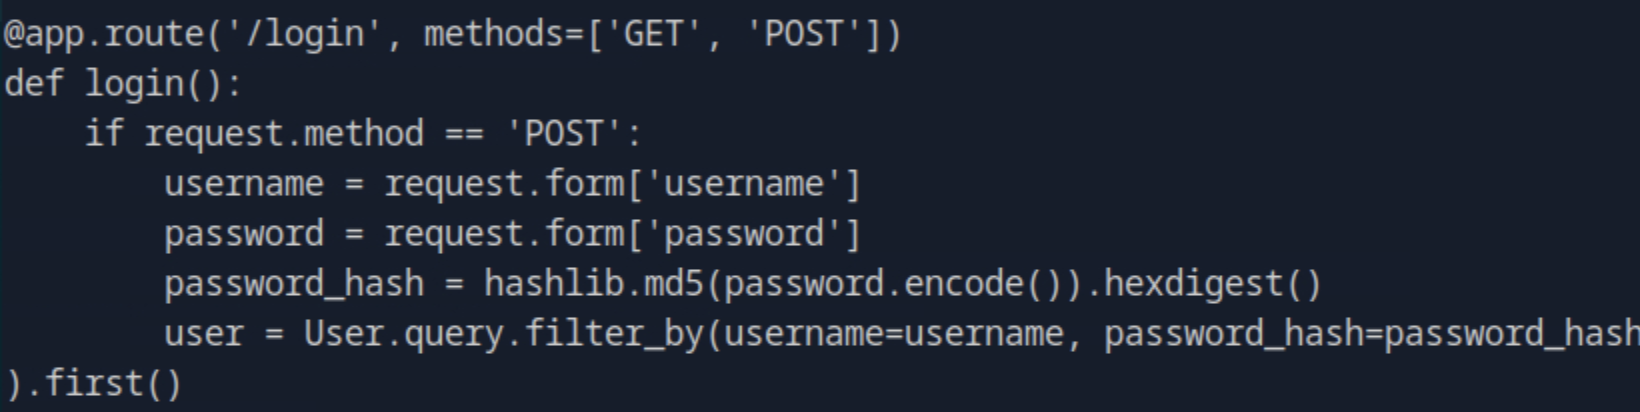 @app.route('/login', methods=['GET', 'POST'])
def login():
    if request.method == 'POST':
        username = request.form['username']
        password = request.form['password']
        password_hash = hashlib.md5(password.encode()).hexdigest()
        user = User.query.filter_by(username=username, password_hash=password_hash
).first()